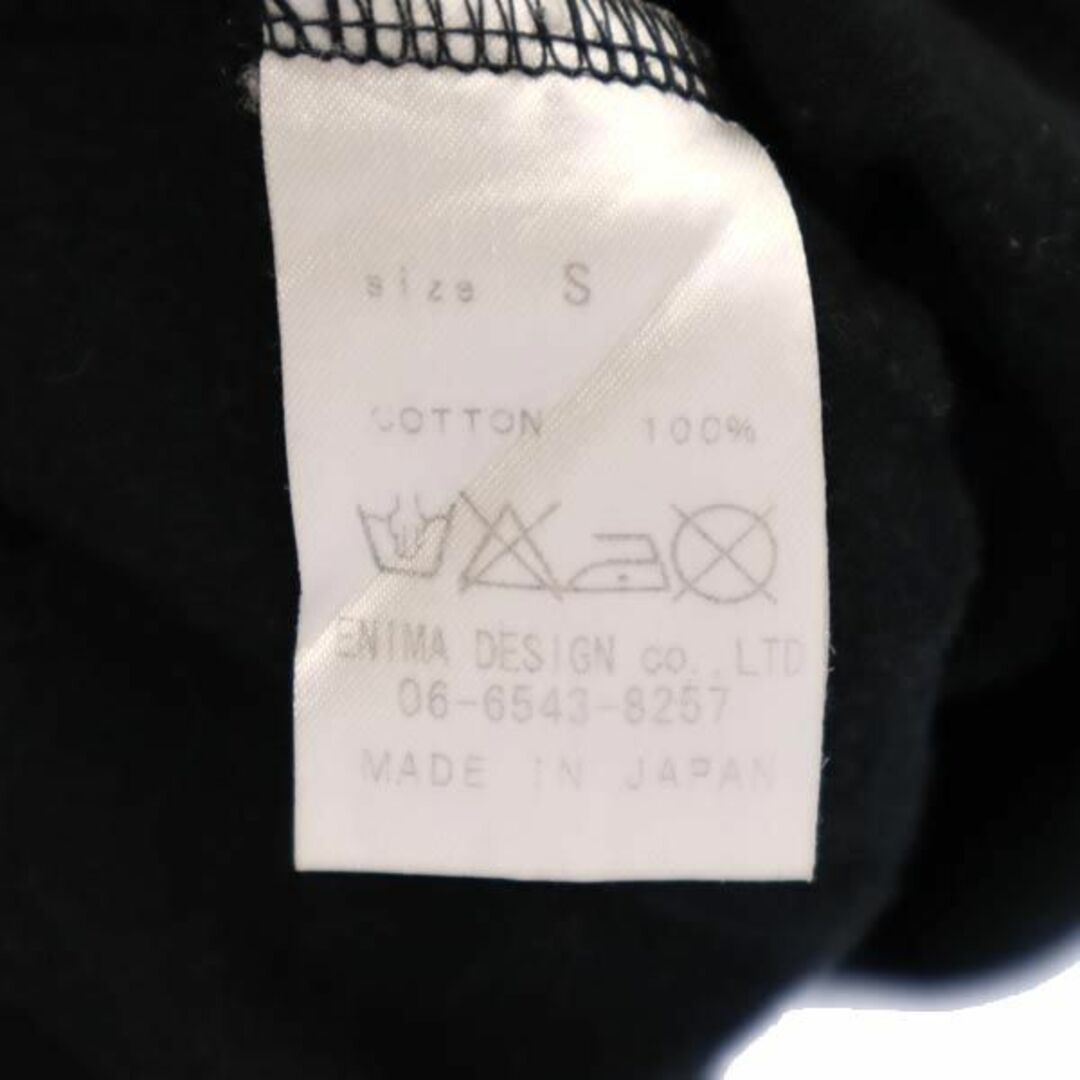 size S
COTTON 100%
ENIMA DESIGN co.,LTD
06-6543-8257
MADE IN JAPAN